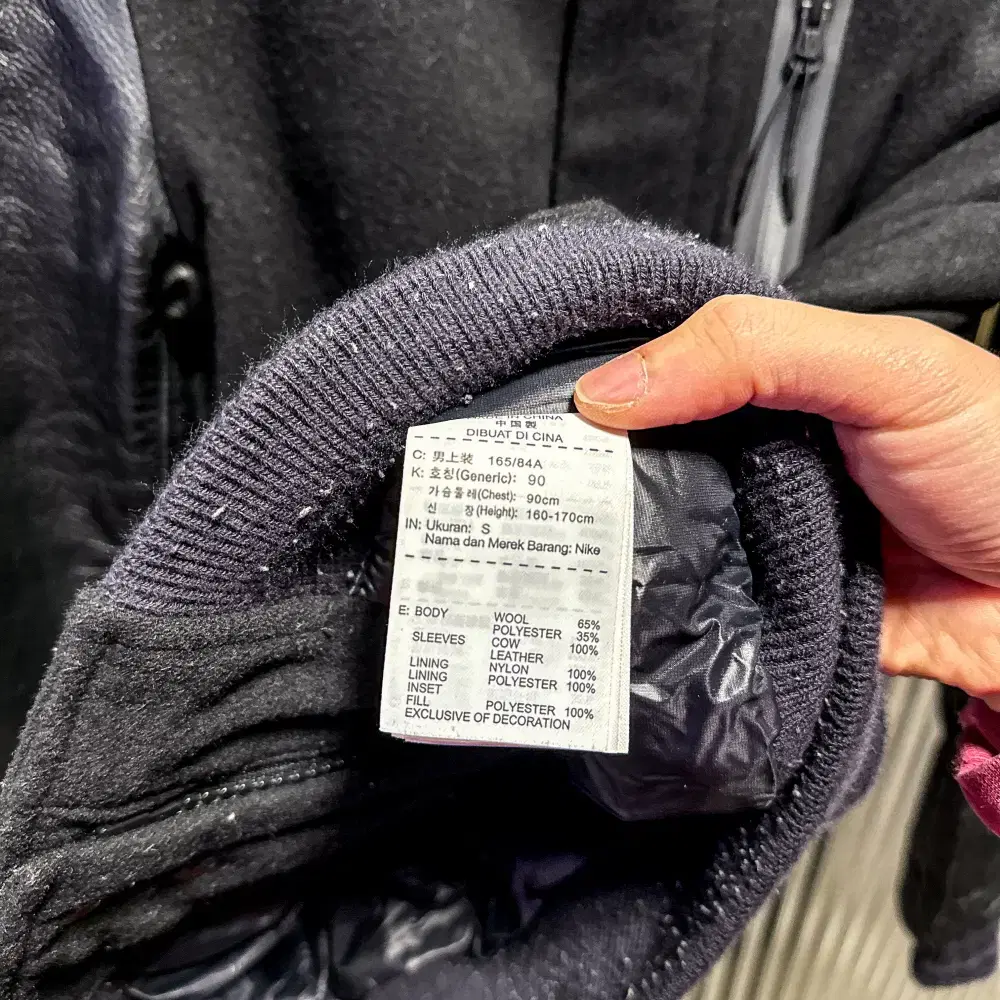 IN CHINA
中国製
DIBUAT DI CINA
C: 男上装 165/84A
K: 호칭(Generic): 90
가슴둘레(Chest): 90cm
신 장(Height): 160-170cm
IN: Ukuran: S
Nama dan Merek Barang: Nike
E: BODY WOOL 65%
POLYESTER 35%
SLEEVES COW 100%
LEATHER
LINING NYLON 100%
LINING POLYESTER 100%
INSET
FILL POLYESTER 100%
EXCLUSIVE OF DECORATION